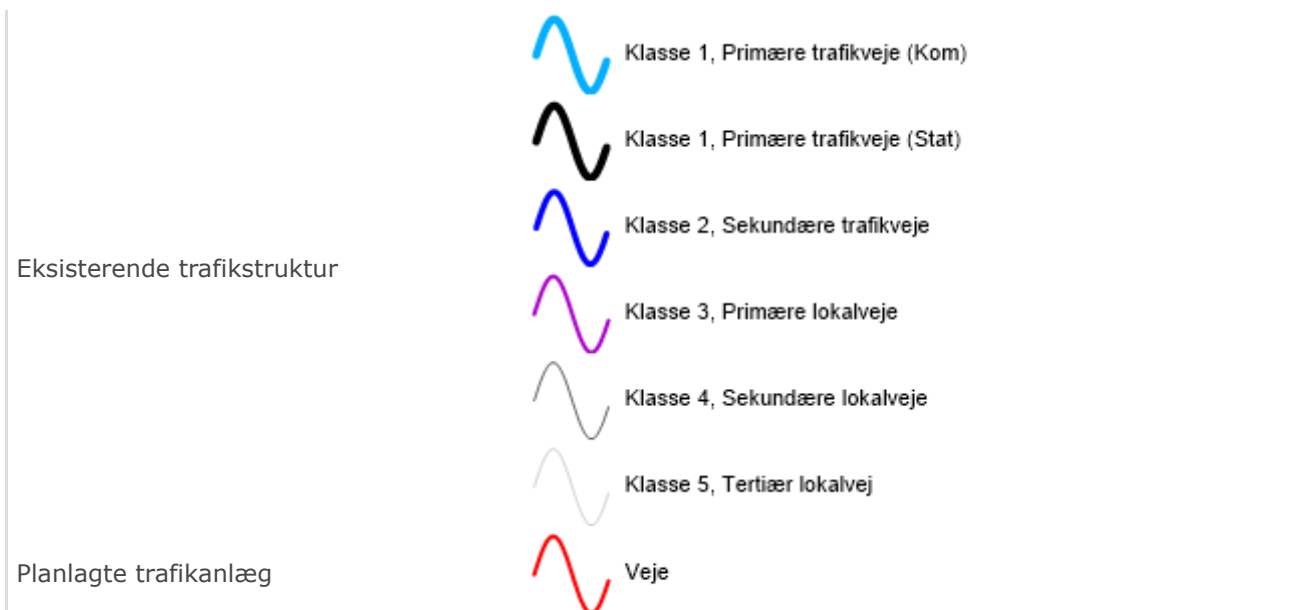 Klasse 1, Primære trafikveje (Kom)
Klasse 1, Primære trafikveje (Stat)
Klasse 2, Sekundære trafikveje
Eksisterende trafikstruktur
Klasse 3, Primære lokalveje
Klasse 4, Sekundære lokalveje
Klasse 5, Tertiær lokalvej
Planlagte trafikanlæg
Veje